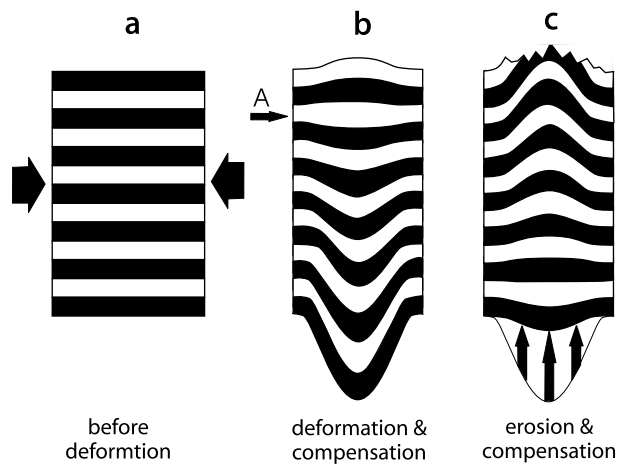 a
b
c
A
before
deformtion
deformation &
compensation
erosion &
compensation